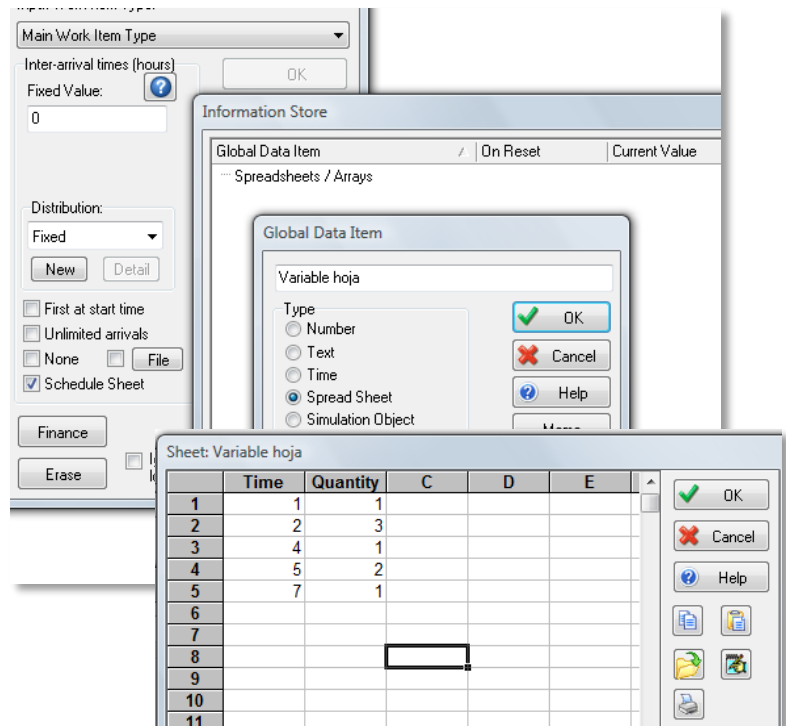 Input Work Item Type:
Main Work Item Type
Inter-arrival times (hours)
Fixed Value:
OK
0
Distribution:
Fixed
New Detail
First at start time
Unlimited arrivals
None File
Schedule Sheet
Finance
Erase
Information Store
Global Data Item On Reset Current Value
Spreadsheets / Arrays
Global Data Item
Variable hoja
Type
Number
Text
Time
Spread Sheet
Simulation Object
OK
Cancel
Help
Sheet: Variable hoja
Time Quantity C D E
1 1 1
2 2 3
3 4 1
4 5 2
5 7 1
6
7
8
9
10
11
OK
Cancel
Help